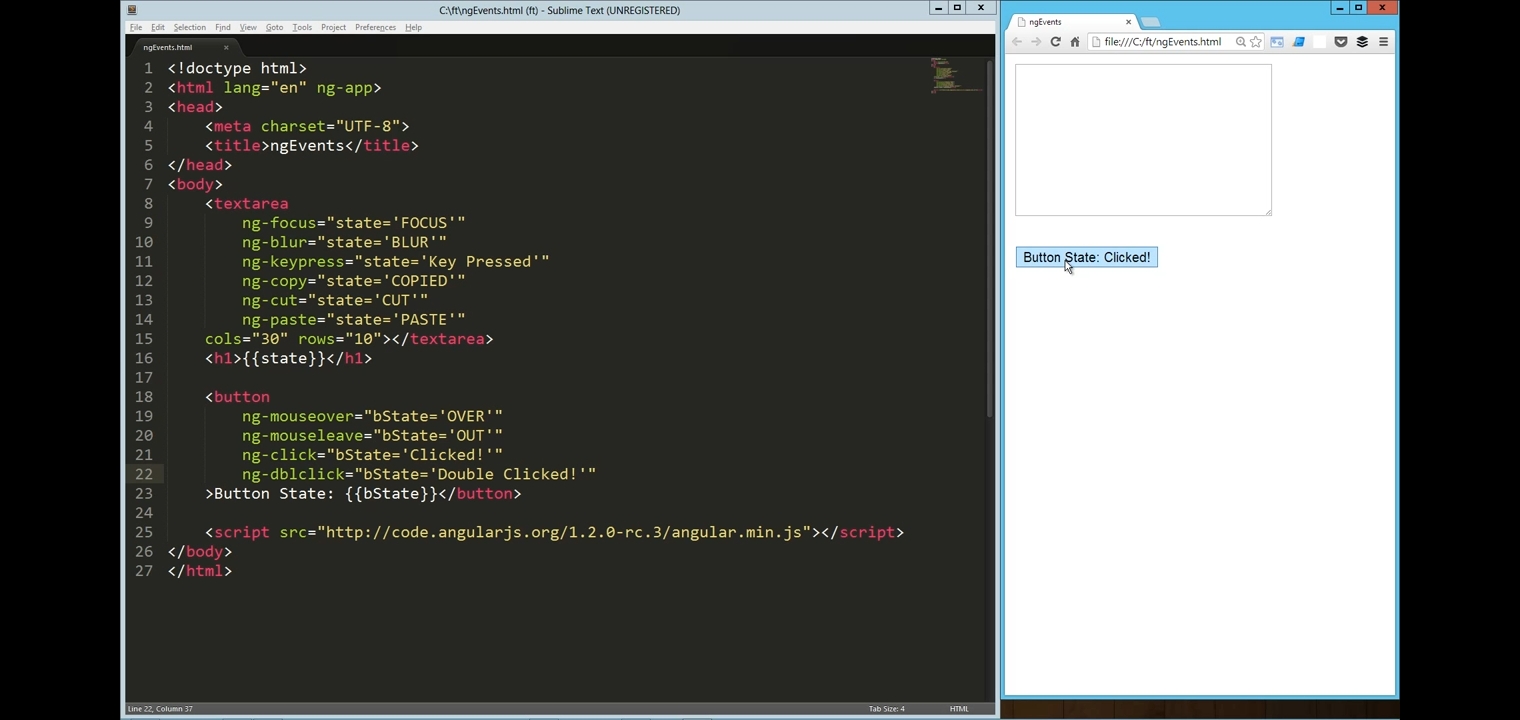 C:\ft\ngEvents.html (ft) - Sublime Text (UNREGISTERED)
File Edit Selection Find View Goto Tools Project Preferences Help
ngEvents.html
1 <!doctype html>
2 <html lang="en" ng-app>
3 <head>
4 <meta charset="UTF-8">
5 <title>ngEvents</title>
6 </head>
7 <body>
8 <textarea
9 ng-focus="state='FOCUS'"
10 ng-blur="state='BLUR'"
11 ng-keypress="state='Key Pressed'"
12 ng-copy="state='COPIED'"
13 ng-cut="state='CUT'"
14 ng-paste="state='PASTE'"
15 cols="30" rows="10"></textarea>
16 <h1>{{state}}</h1>
17
18 <button
19 ng-mouseover="bState='OVER'"
20 ng-mouseleave="bState='OUT'"
21 ng-click="bState='Clicked!'"
22 ng-dblclick="bState='Double Clicked!'"
23 >Button State: {{bState}}</button>
24
25 <script src="http://code.angularjs.org/1.2.0-rc.3/angular.min.js"></script>
26 </body>
27 </html>
Line 22, Column 37
Tab Size: 4
HTML
ngEvents
file:///C:/ft/ngEvents.html
Button State: Clicked!